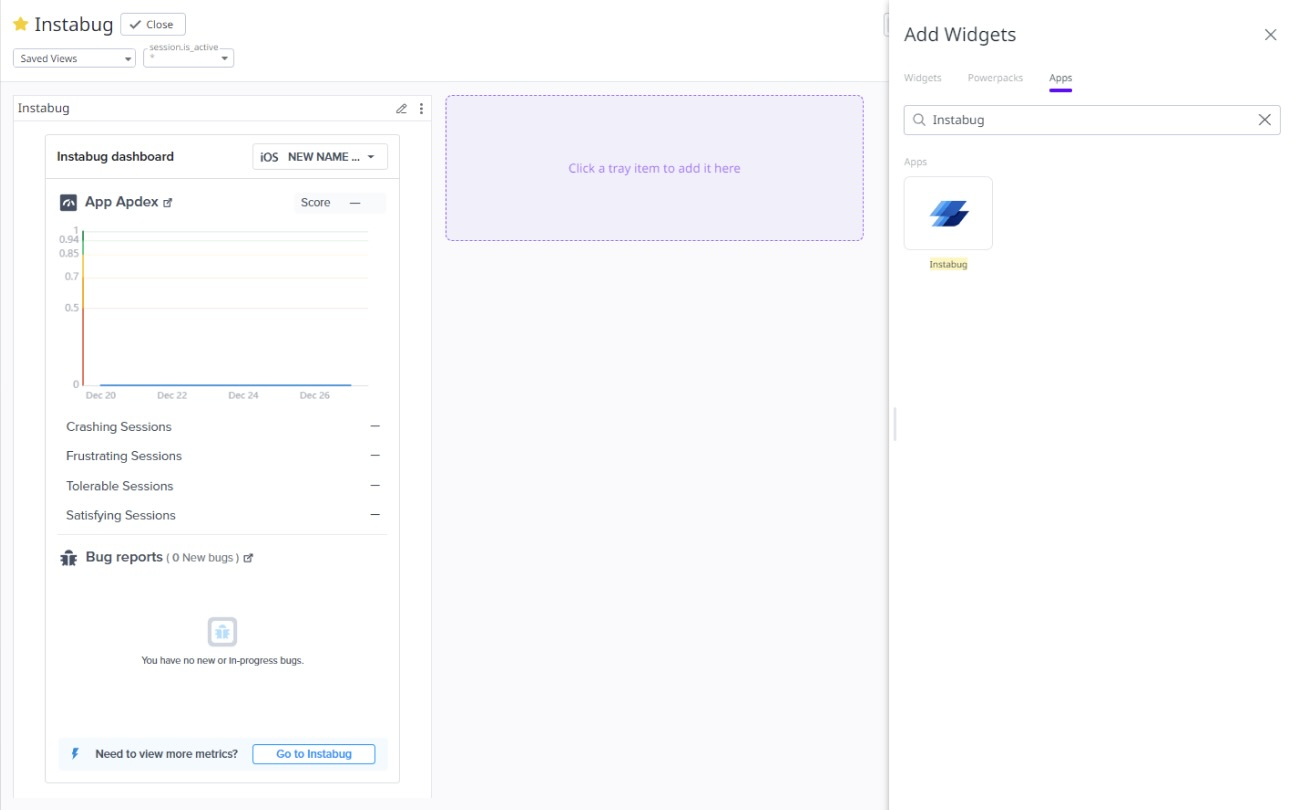 Instabug
Close
Saved Views
session.is_active
*
Instabug
Instabug dashboard
iOS NEW NAME ...
App Apdex
Score —
1
0.94
0.85
0.7
0.5
0
Dec 20 Dec 22 Dec 24 Dec 26
Crashing Sessions —
Frustrating Sessions —
Tolerable Sessions —
Satisfying Sessions —
Bug reports ( 0 New bugs )
You have no new or in-progress bugs.
Need to view more metrics? Go to Instabug
Click a tray item to add it here
Add Widgets
Widgets Powerpacks Apps
Instabug
Apps
Instabug